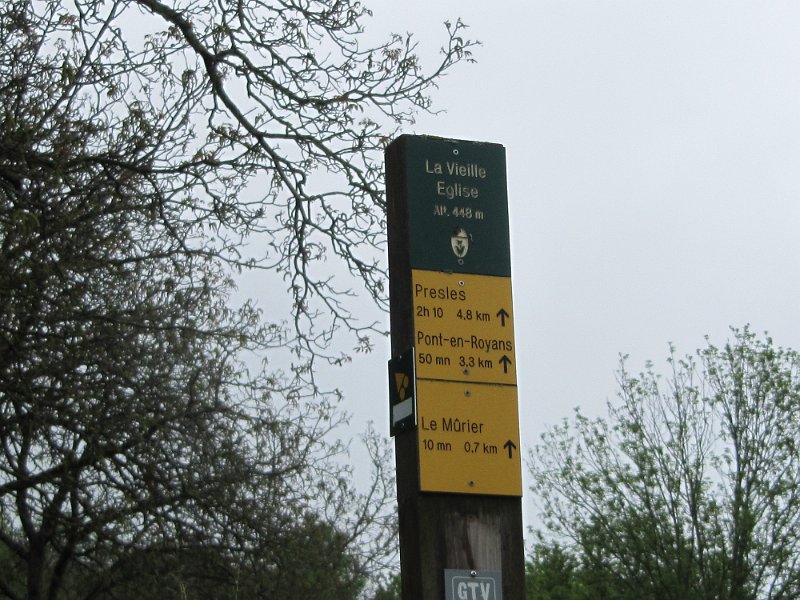 La Vieille
Eglise
Alt. 448 m
Presles
2h 10 4.8 km
Pont-en-Royans
50 mn 3.3 km
Le Mûrier
10 mn 0.7 km
GTV